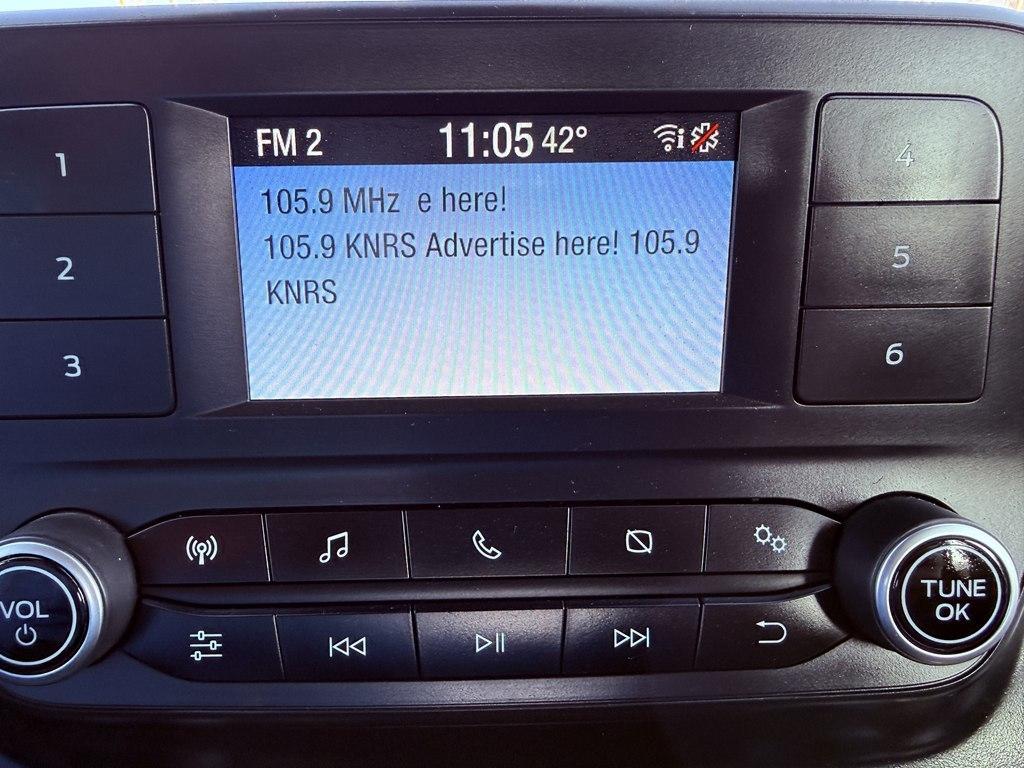 FM 2 11:05 42°
105.9 MHz e here!
105.9 KNRS Advertise here! 105.9
KNRS
1
2
3
4
5
6
VOL
TUNE
OK